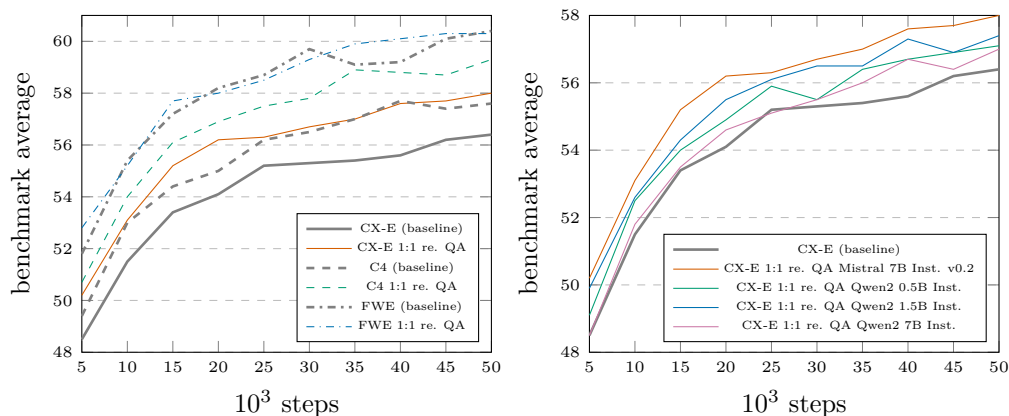 benchmark average
60
58
56
54
52
50
48
5
10
15
20
25
30
35
40
45
50
10³ steps
CX-E (baseline)
CX-E 1:1 re. QA
C4 (baseline)
C4 1:1 re. QA
FWE (baseline)
FWE 1:1 re. QA
benchmark average
58
56
54
52
50
48
5
10
15
20
25
30
35
40
45
50
10³ steps
CX-E (baseline)
CX-E 1:1 re. QA Mistral 7B Inst. v0.2
CX-E 1:1 re. QA Qwen2 0.5B Inst.
CX-E 1:1 re. QA Qwen2 1.5B Inst.
CX-E 1:1 re. QA Qwen2 7B Inst.